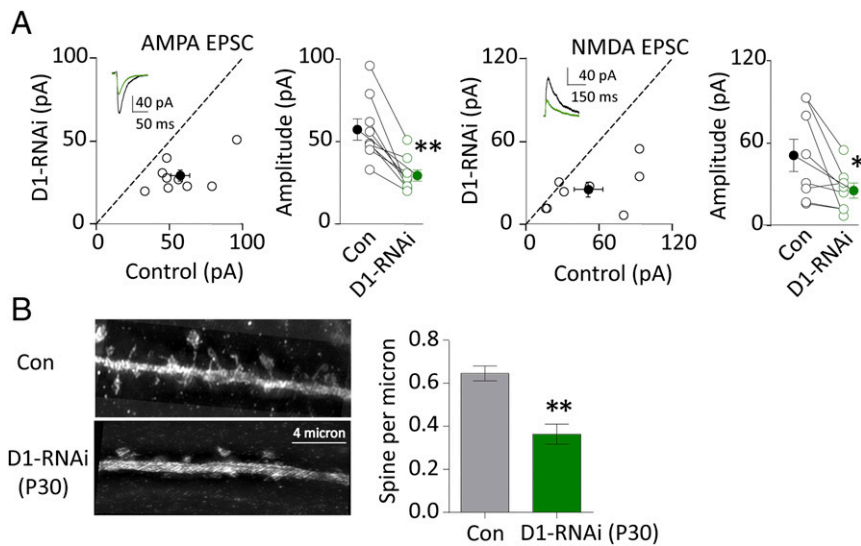 A
AMPA EPSC
D1-RNAi (pA)
100
50
0
0
50
100
Control (pA)
40 pA
50 ms
Amplitude (pA)
100
50
0
**
Con
D1-RNAi
NMDA EPSC
D1-RNAi (pA)
120
60
0
0
60
120
Control (pA)
40 pA
150 ms
Amplitude (pA)
100
50
0
*
Con
D1-RNAi
B
Con
D1-RNAi
(P30)
4 micron
Spine per micron
0.8
0.6
0.4
0.2
0.0
**
Con
D1-RNAi (P30)